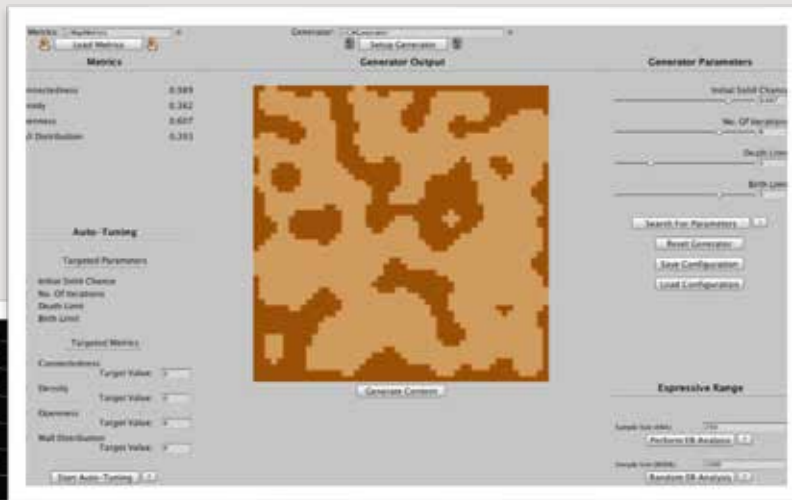 Metrics:
Generator:
Load Metrics
Setup Generator
Metrics
Generator Output
Generator Parameters
0.989
0.362
0.607
Distribution
Initial Solid Chance
No. Of Iterations
Death Limit
Birth Limit
Search For Parameters
Reset Generator
Save Configuration
Load Configuration
Auto-Tuning
Targeted Parameters
Initial Solid Chance
No. Of Iterations
Death Limit
Birth Limit
Targeted Metrics
Connectedness
Target Value:
Density
Target Value:
Openness
Target Value:
Wall Distribution
Target Value:
Start Auto-Tuning
Generate Content
Expressive Range
Perform ER Analysis
Random ER Analysis